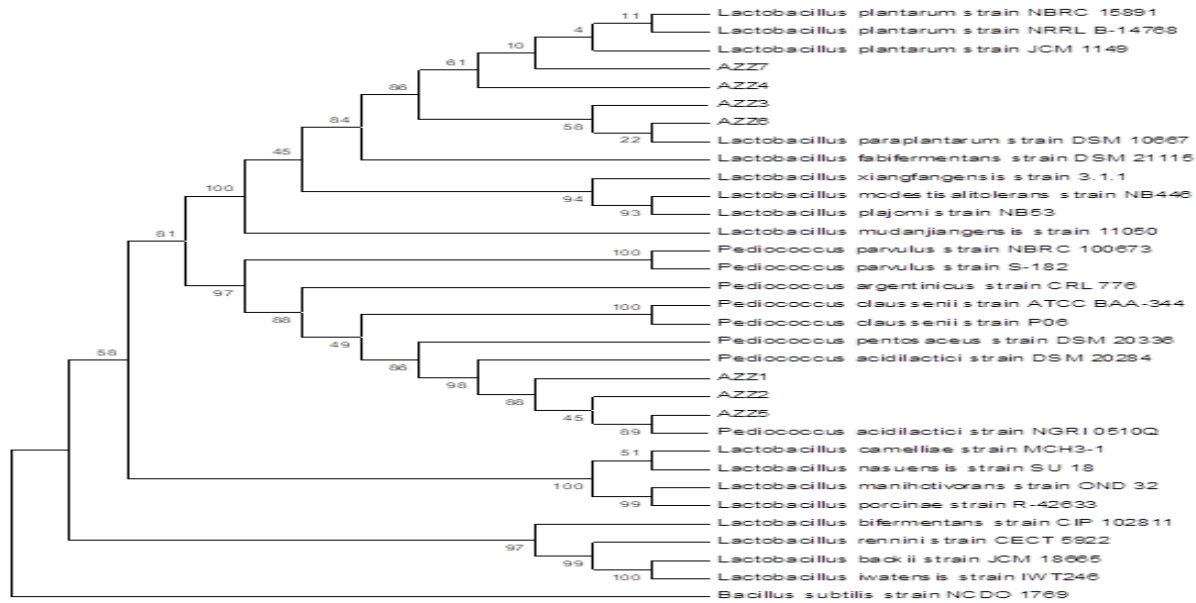 11 Lactobacillus plantarum strain NBRC 15891
4 Lactobacillus plantarum strain NRRL B-14768
10 Lactobacillus plantarum strain JCM 1149
61 AZZ7
86 AZZ4
AZZ3
84 58 AZZ6
22 Lactobacillus paraplantarum strain DSM 10667
45 Lactobacillus fabifermentans strain DSM 21115
Lactobacillus xiangfangensis strain 3.1.1
100 94 Lactobacillus modestisalitolerans strain NB446
93 Lactobacillus plajomi strain NB53
81 Lactobacillus mudanjiangensis strain 11050
100 Pediococcus parvulus strain NBRC 100673
Pediococcus parvulus strain S-182
97 Pediococcus argentinicus strain CRL 776
100 Pediococcus claussenii strain ATCC BAA-344
88 Pediococcus claussenii strain P06
49 Pediococcus pentosaceus strain DSM 20336
58 86 Pediococcus acidilactici strain DSM 20284
98 AZZ1
88 AZZ2
45 AZZ5
89 Pediococcus acidilactici strain NGRI 0510Q
51 Lactobacillus camelliae strain MCH3-1
Lactobacillus nasuensis strain SU 18
100 Lactobacillus manihotivorans strain OND 32
99 Lactobacillus porcinae strain R-42633
Lactobacillus bifermentans strain CIP 102811
97 Lactobacillus rennini strain CECT 5922
99 Lactobacillus backii strain JCM 18665
100 Lactobacillus iwatensis strain IWT246
Bacillus subtilis strain NCDO 1769